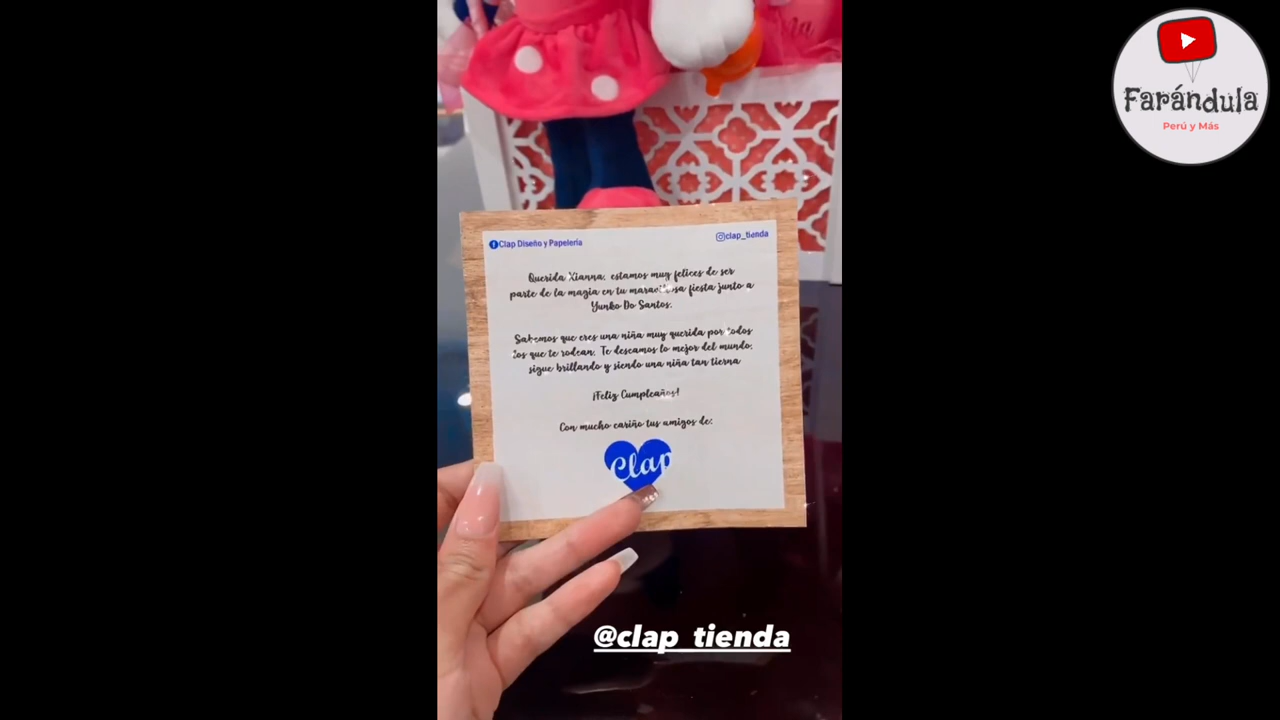 Farándula
Perú y Más
Clap Diseño y Papelería
clap_tienda
Querida Xianna, estamos muy felices de ser
parte de la magia en tu maravillosa fiesta junto a
Yunko Do Santos.
Sabemos que eres una niña muy querida por todos
los que te rodean. Te deseamos lo mejor del mundo,
sigue brillando y siendo una niña tan tierna
¡Feliz Cumpleaños!
Con mucho cariño tus amigos de:
Clap
@clap_tienda